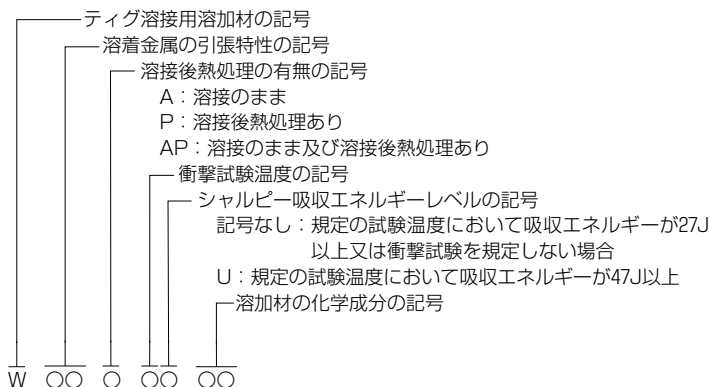 ティグ溶接用溶加材の記号
溶着金属の引張特性の記号
溶接後熱処理の有無の記号
A：溶接のまま
P：溶接後熱処理あり
AP：溶接のまま及び溶接後熱処理あり
衝撃試験温度の記号
シャルピー吸収エネルギーレベルの記号
記号なし：規定の試験温度において吸収エネルギーが27J
以上又は衝撃試験を規定しない場合
U：規定の試験温度において吸収エネルギーが47J以上
溶加材の化学成分の記号
W ○○ ○ ○○ ○○